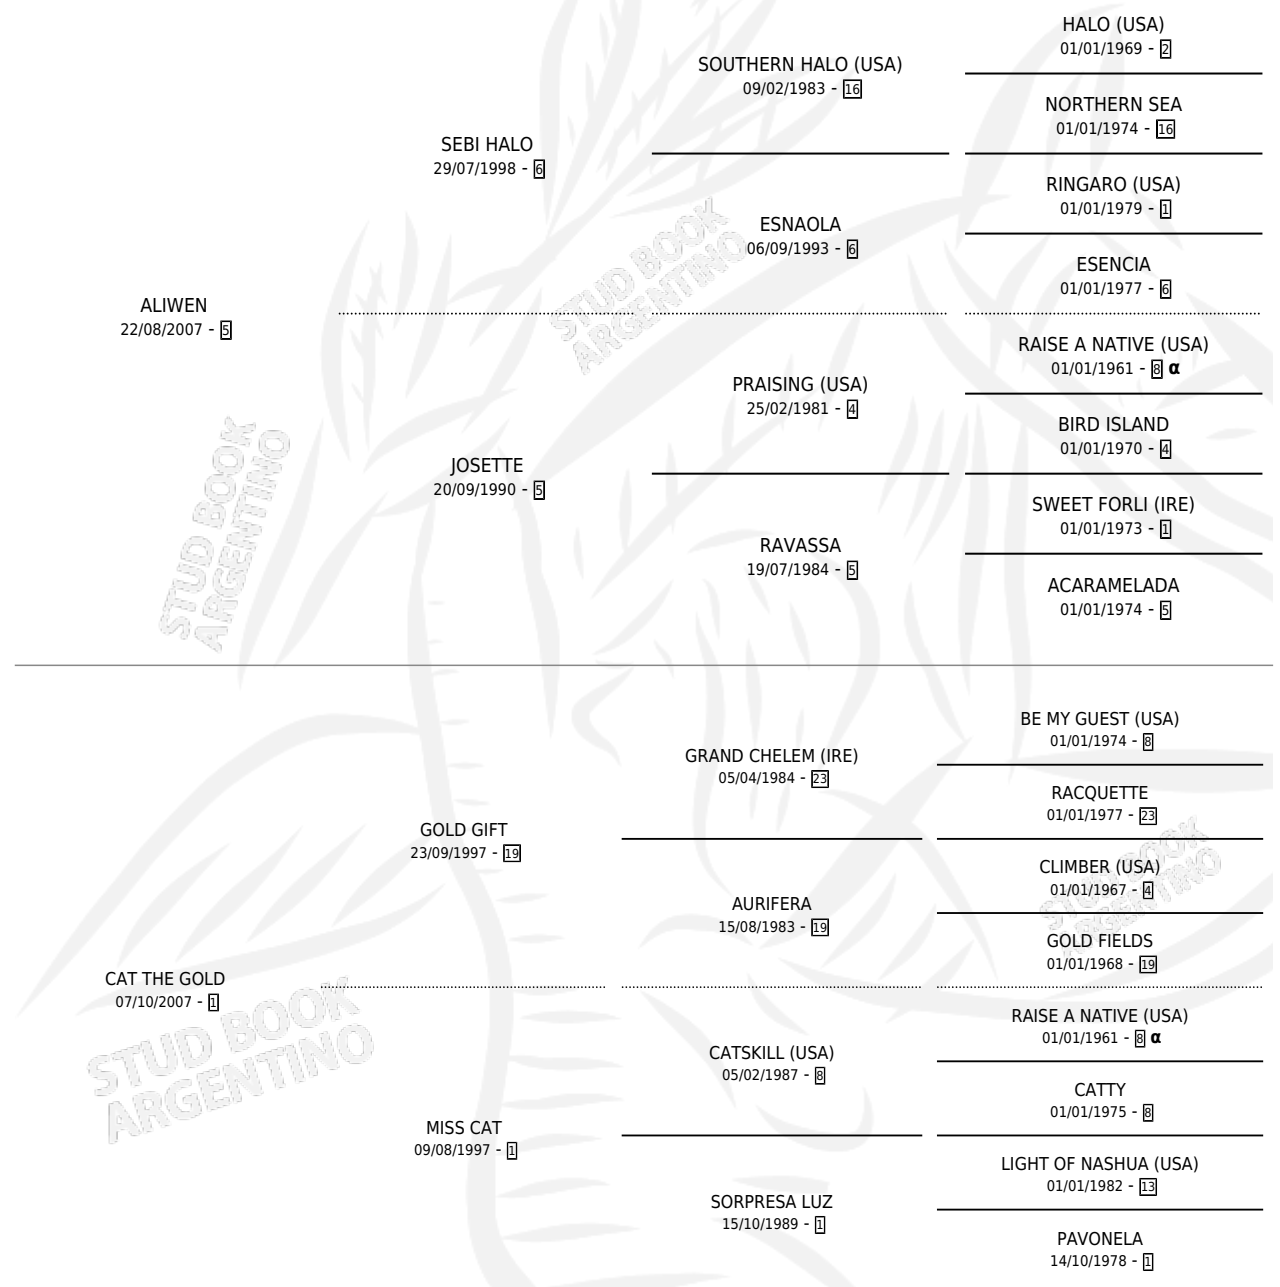 HALO (USA)
01/01/1969 - 2
SOUTHERN HALO (USA)
09/02/1983 - 16
NORTHERN SEA
01/01/1974 - 16
SEBI HALO
29/07/1998 - 6
RINGARO (USA)
01/01/1979 - 1
ESNAOLA
06/09/1993 - 6
ESENCIA
01/01/1977 - 6
ALIWEN
22/08/2007 - 5
RAISE A NATIVE (USA)
01/01/1961 - 8 α
PRAISING (USA)
25/02/1981 - 4
BIRD ISLAND
01/01/1970 - 4
JOSETTE
20/09/1990 - 5
SWEET FORLI (IRE)
01/01/1973 - 1
RAVASSA
19/07/1984 - 5
ACARAMELADA
01/01/1974 - 5
BE MY GUEST (USA)
01/01/1974 - 8
GRAND CHELEM (IRE)
05/04/1984 - 23
RACQUETTE
01/01/1977 - 23
GOLD GIFT
23/09/1997 - 19
CLIMBER (USA)
01/01/1967 - 4
AURIFERA
15/08/1983 - 19
GOLD FIELDS
01/01/1968 - 19
CAT THE GOLD
07/10/2007 - 1
RAISE A NATIVE (USA)
01/01/1961 - 8 α
CATSKILL (USA)
05/02/1987 - 8
CATTY
01/01/1975 - 8
MISS CAT
09/08/1997 - 1
LIGHT OF NASHUA (USA)
01/01/1982 - 13
SORPRESA LUZ
15/10/1989 - 1
PAVONELA
14/10/1978 - 1
STUD BOOK
ARGENTINO
STUD BOOK
ARGENTINO
STUD BOOK
ARGENTINO
STUD BOOK
ARGENTINO